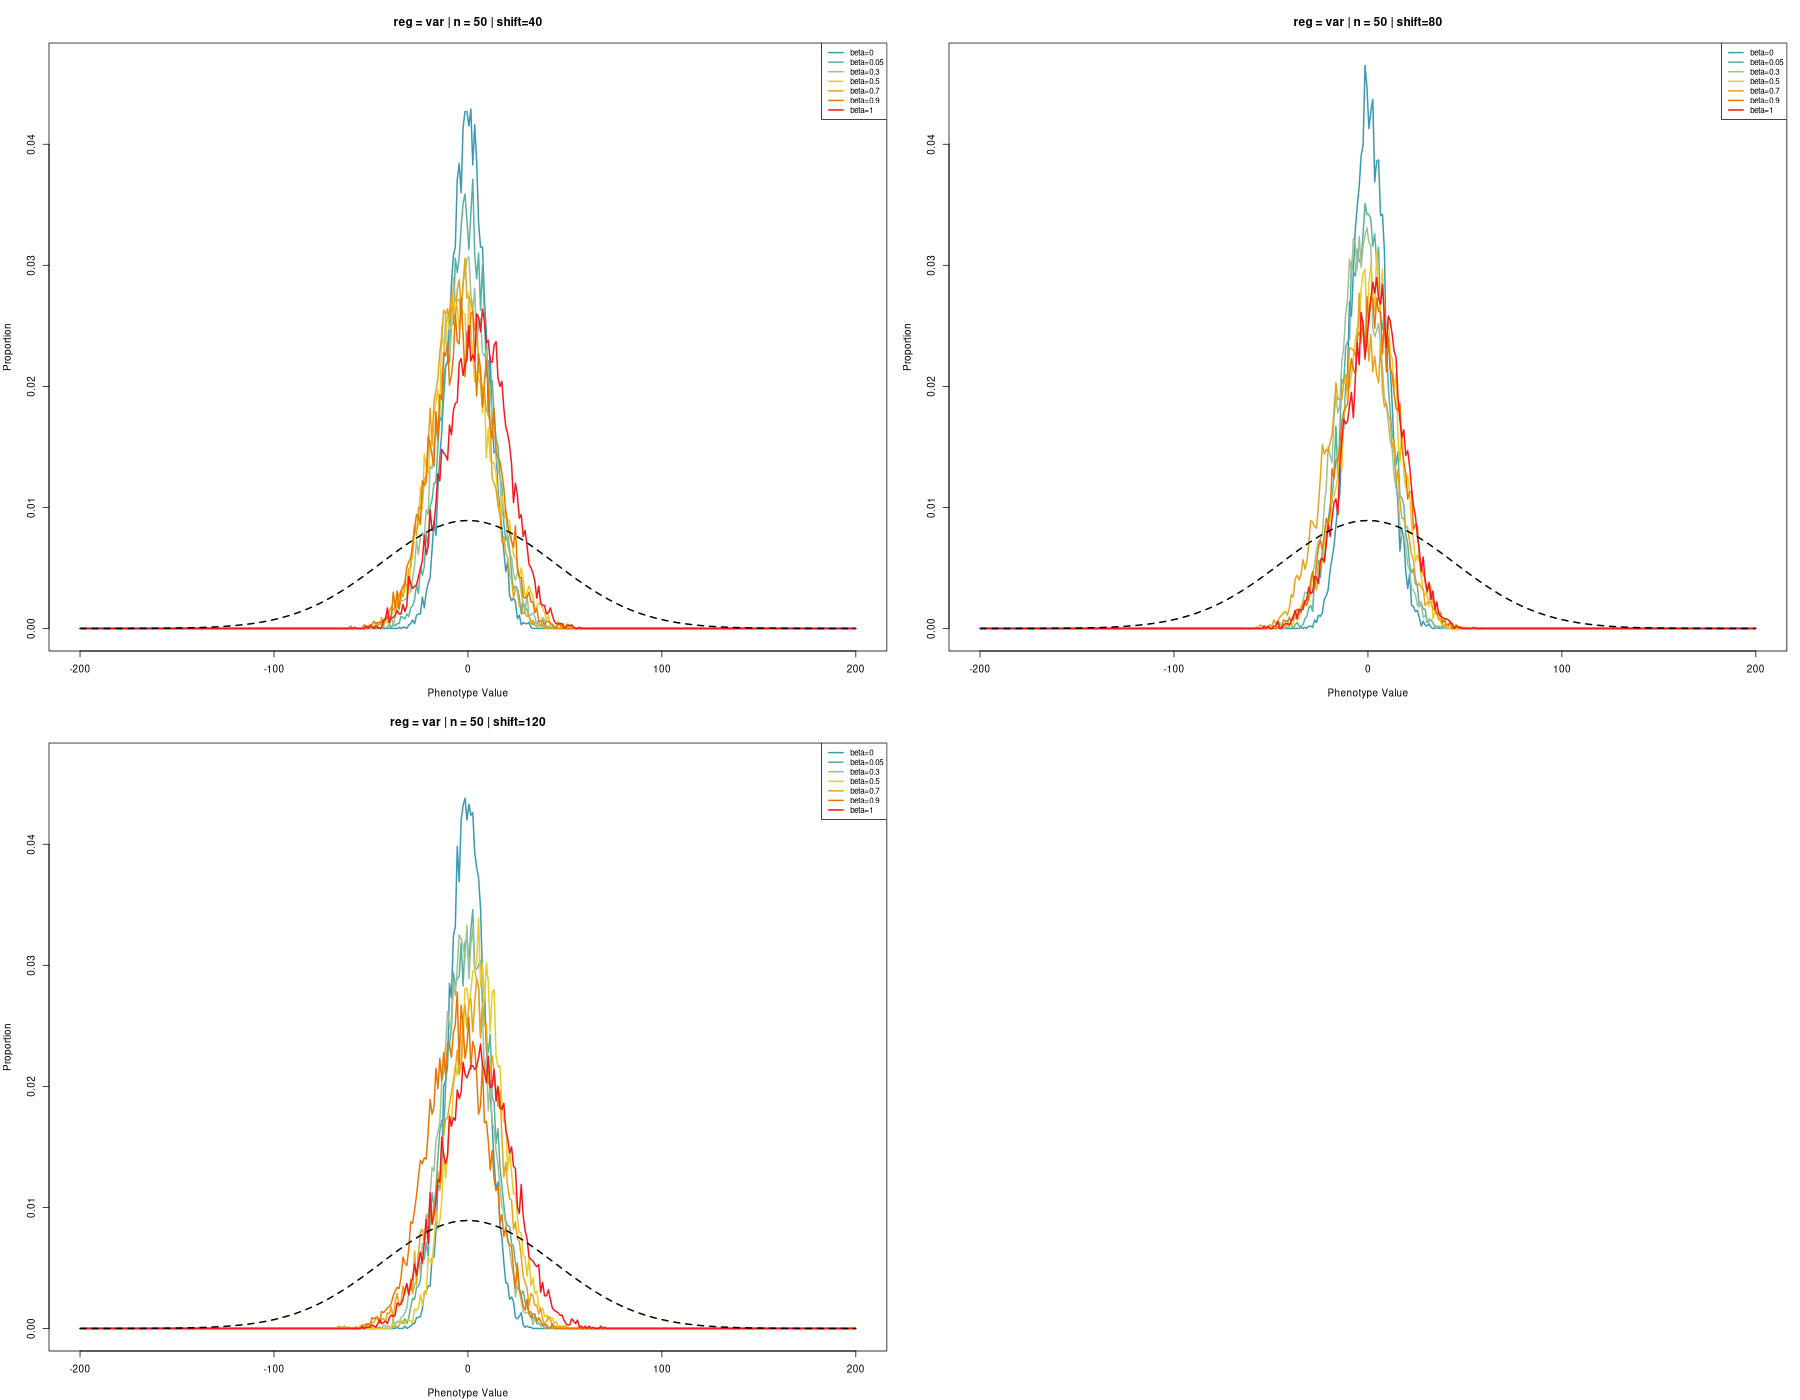 reg = var | n = 50 | shift=40
beta=0
beta=0.05
beta=0.3
beta=0.5
beta=0.7
beta=0.9
beta=1
Proportion
0.04
0.03
0.02
0.01
0.00
-200 -100 0 100 200
Phenotype Value
reg = var | n = 50 | shift=80
beta=0
beta=0.05
beta=0.3
beta=0.5
beta=0.7
beta=0.9
beta=1
Proportion
0.04
0.03
0.02
0.01
0.00
-200 -100 0 100 200
Phenotype Value
reg = var | n = 50 | shift=120
beta=0
beta=0.05
beta=0.3
beta=0.5
beta=0.7
beta=0.9
beta=1
Proportion
0.04
0.03
0.02
0.01
0.00
-200 -100 0 100 200
Phenotype Value